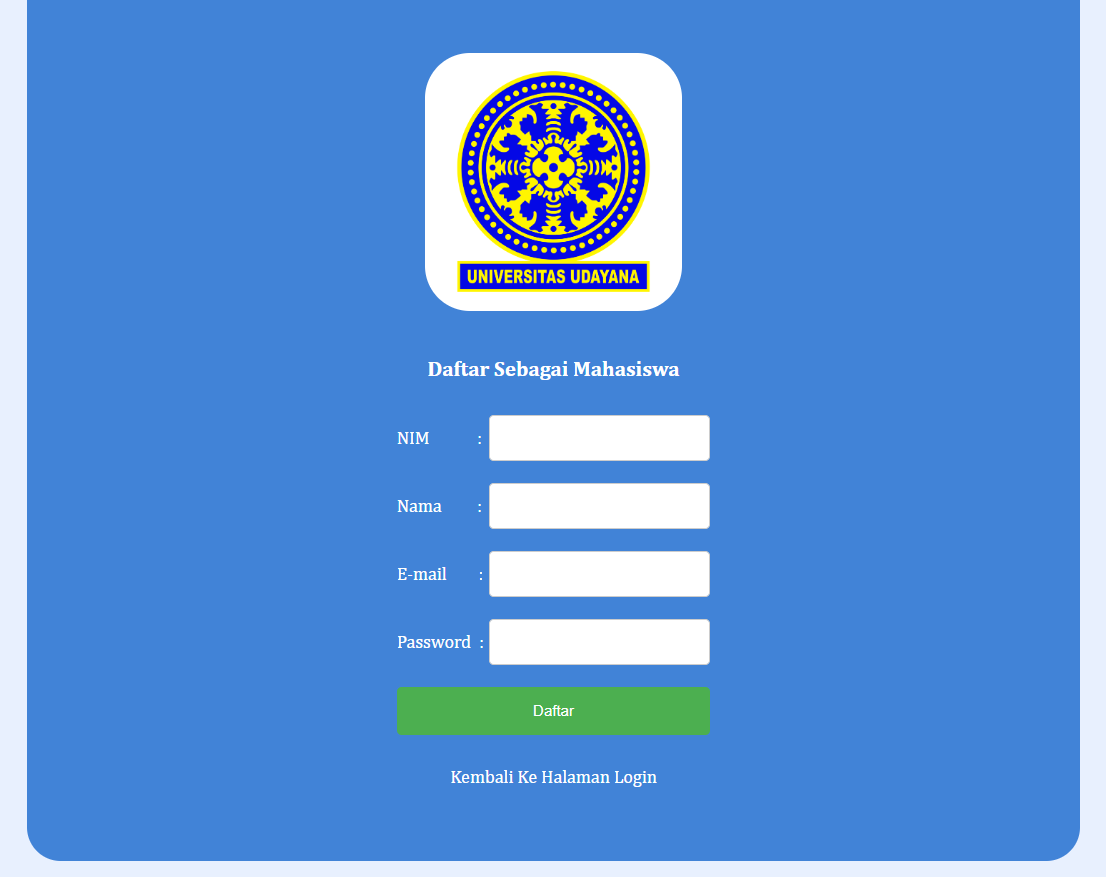 UNIVERSITAS UDAYANA
Daftar Sebagai Mahasiswa
NIM :
Nama :
E-mail :
Password :
Daftar
Kembali Ke Halaman Login